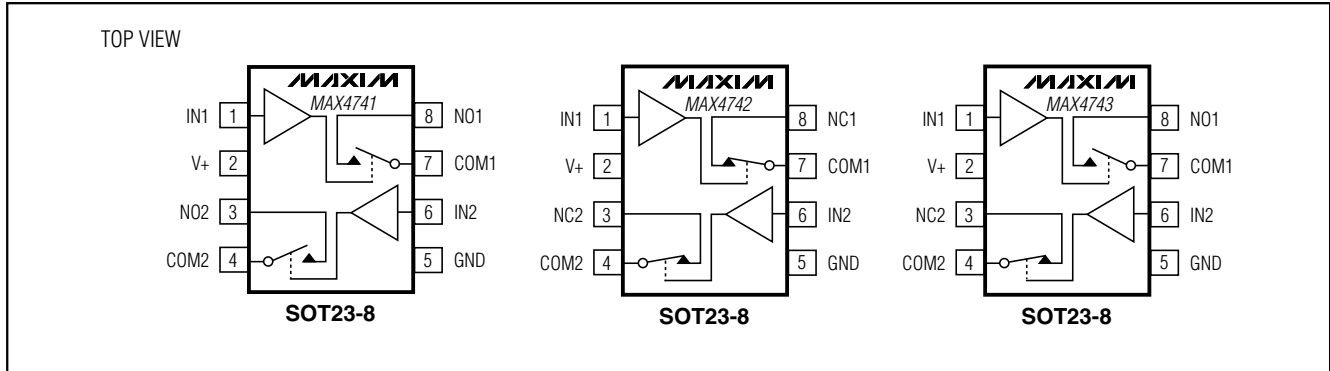 TOP VIEW
MAXIM
MAX4741
IN1 1
8 NO1
V+ 2
7 COM1
NO2 3
6 IN2
COM2 4
5 GND
SOT23-8
MAXIM
MAX4742
IN1 1
8 NC1
V+ 2
7 COM1
NC2 3
6 IN2
COM2 4
5 GND
SOT23-8
MAXIM
MAX4743
IN1 1
8 NO1
V+ 2
7 COM1
NC2 3
6 IN2
COM2 4
5 GND
SOT23-8